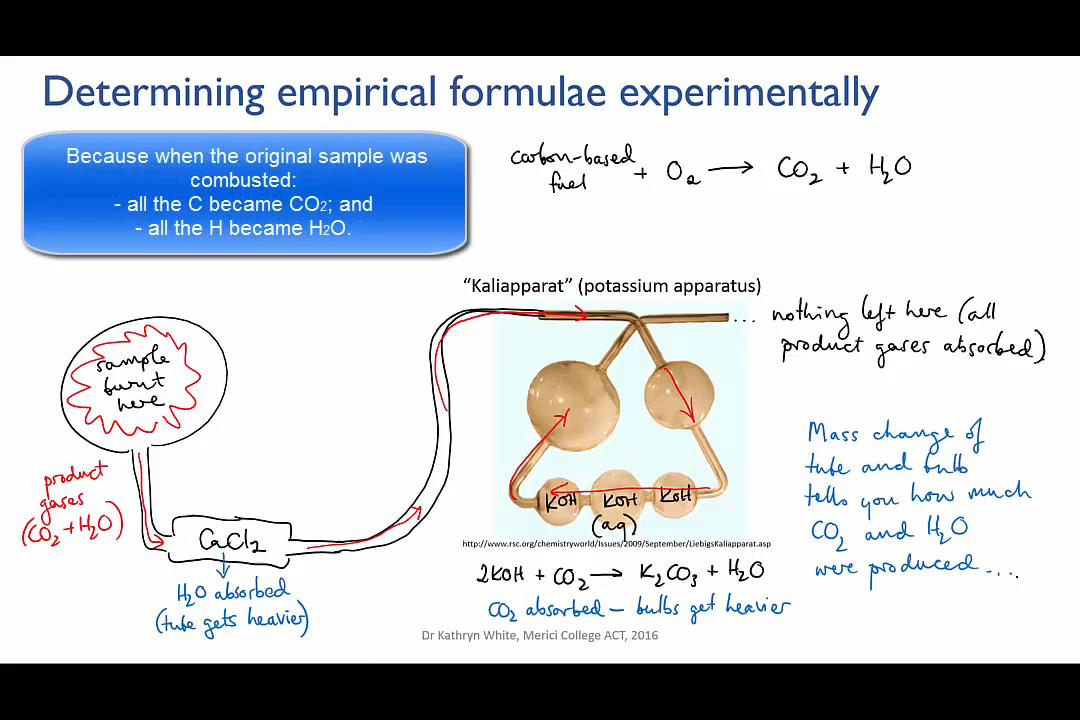 Determining empirical formulae experimentally
Because when the original sample was
combusted:
- all the C became CO2; and
- all the H became H2O.
carbon-based
fuel
+ O2 → CO2 + H2O
"Kaliapparat" (potassium apparatus)
... nothing left here (all
product gases absorbed)
sample
burnt
here
product
gases
(CO2 + H2O)
CaCl2
H2O absorbed
(tube gets heavier)
KOH KOH KOH
(aq)
http://www.rsc.org/chemistryworld/Issues/2009/September/LiebigsKaliapparat.asp
2KOH + CO2 → K2CO3 + H2O
CO2 absorbed – bulbs get heavier
Mass change of
tube and bulb
tells you how much
CO2 and H2O
were produced....
Dr Kathryn White, Merici College ACT, 2016